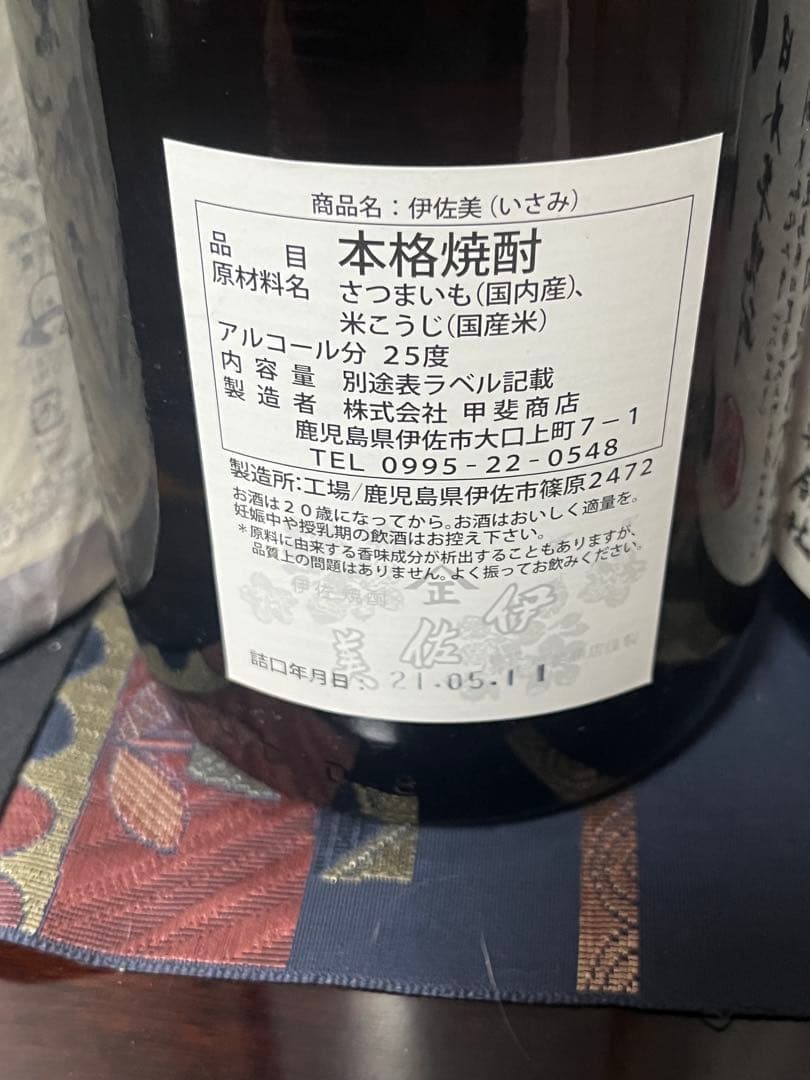 商品名：伊佐美（いさみ）
品目 本格焼酎
原材料名 さつまいも（国内産）、
米こうじ（国産米）
アルコール分 25度
内容量 別途表ラベル記載
製造者 株式会社 甲斐商店
鹿児島県伊佐市大口上町7－1
TEL 0995－22－0548
製造所：工場/鹿児島県伊佐市篠原2472
お酒は20歳になってから。お酒はおいしく適量を。
妊娠中や授乳期の飲酒はお控え下さい。
＊原料に由来する香味成分が析出することもありますが、
品質上の問題はありません。よく振ってお飲みください。
伊佐 焼酎
伊佐美
詰口年月日：21.05.11